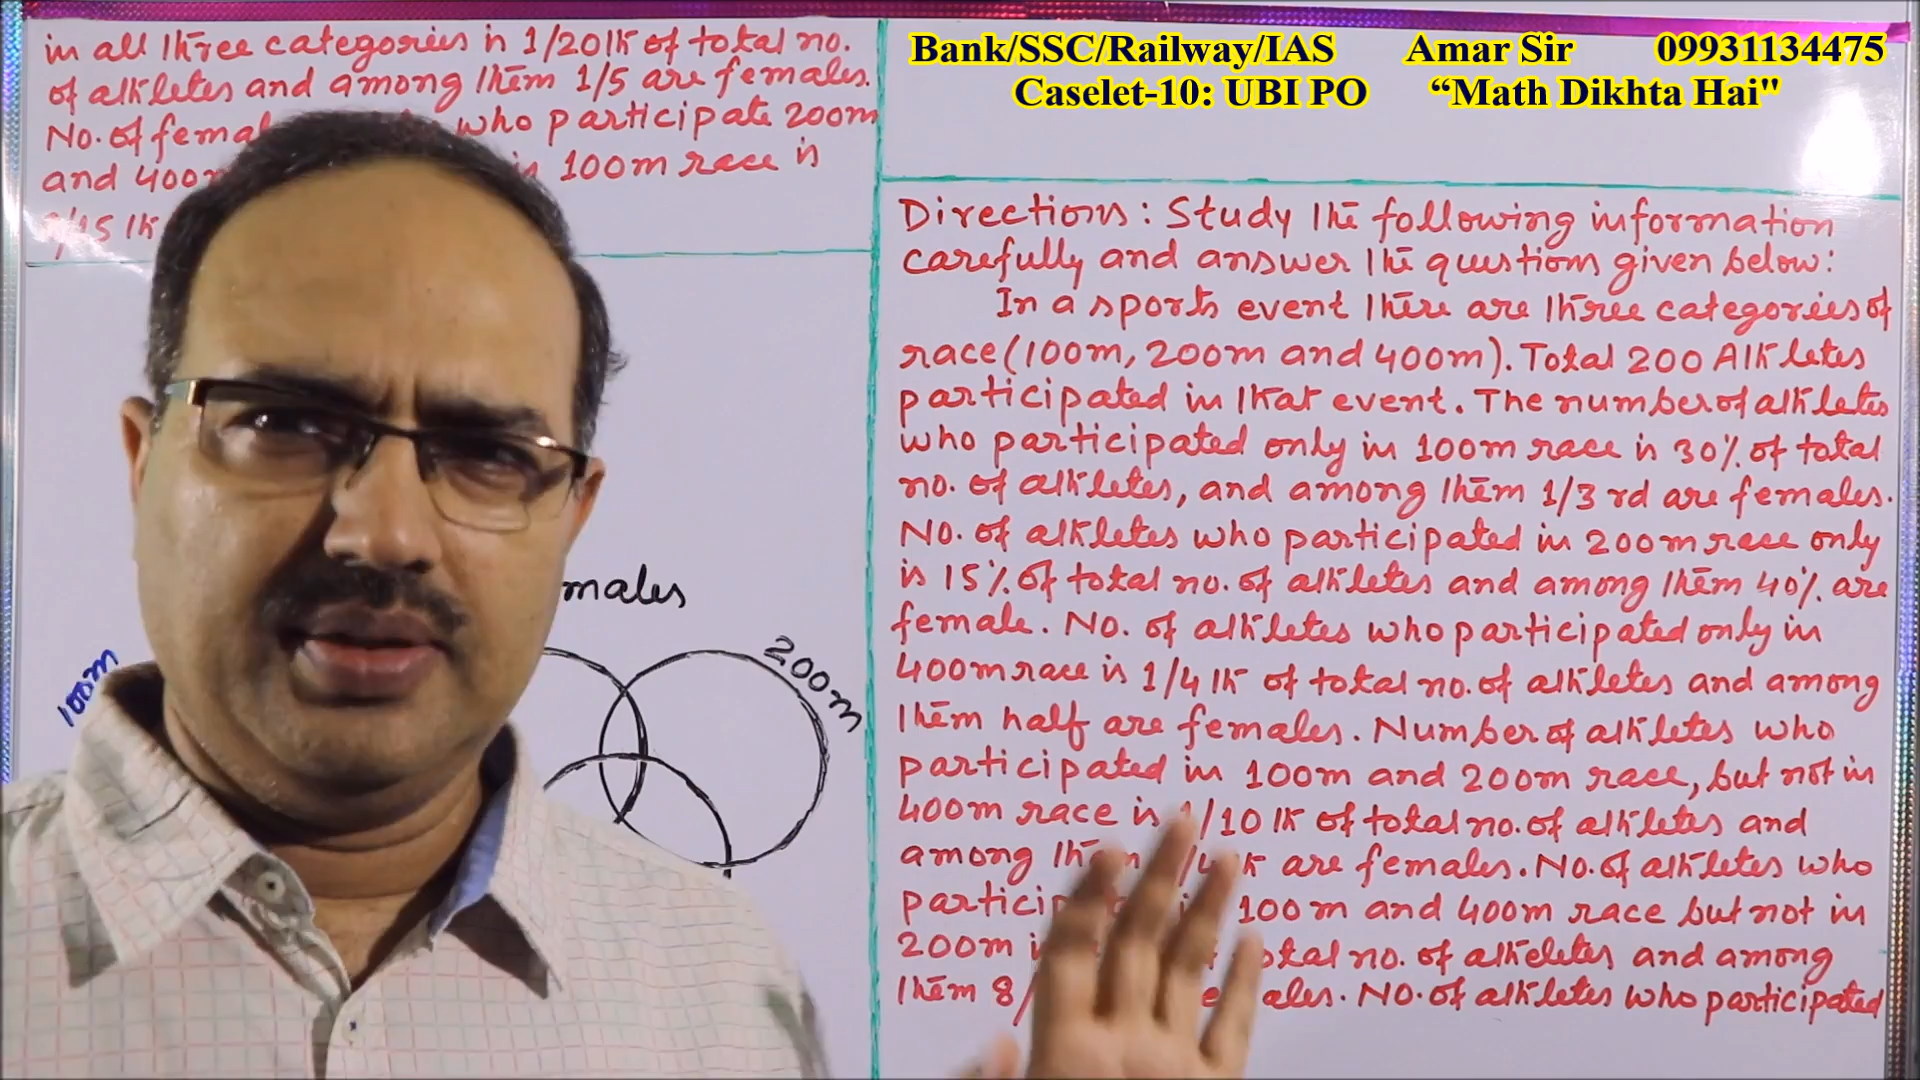 Bank/SSC/Railway/IAS Amar Sir 09931134475
Caselet-10: UBI PO “Math Dikhta Hai"
in all three categories is 1/20th of total no.
of athletes and among them 1/5 are females.
No. of who participate 200m
and 100m race is
/15 th
Directions: Study the following information
carefully and answer the questions given below:
In a sports event there are three categories of
race (100m, 200m and 400m). Total 200 Athletes
participated in that event. The number of athletes
who participated only in 100m race is 30% of total
no. of athletes, and among them 1/3 rd are females.
No. of athletes who participated in 200m race only
is 15% of total no. of athletes and among them 40% are
female. No. of athletes who participated only in
400m race is 1/4 th of total no. of athletes and among
them half are females. Number of athletes who
participated in 100m and 200m race, but not in
400m race is 1/10 th of total no. of athletes and
among are females. No. of athletes who
100m and 400m race but not in
200m total no. of atheletes and among
them 8/ No. of athletes who participated
males
100m
200m